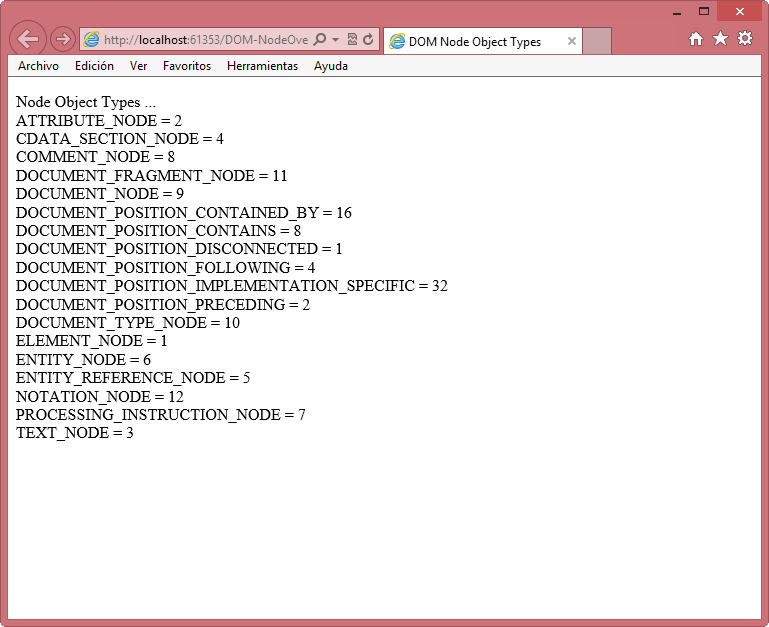 http://localhost:61353/DOM-NodeOve
DOM Node Object Types
Archivo Edición Ver Favoritos Herramientas Ayuda
Node Object Types ...
ATTRIBUTE_NODE = 2
CDATA_SECTION_NODE = 4
COMMENT_NODE = 8
DOCUMENT_FRAGMENT_NODE = 11
DOCUMENT_NODE = 9
DOCUMENT_POSITION_CONTAINED_BY = 16
DOCUMENT_POSITION_CONTAINS = 8
DOCUMENT_POSITION_DISCONNECTED = 1
DOCUMENT_POSITION_FOLLOWING = 4
DOCUMENT_POSITION_IMPLEMENTATION_SPECIFIC = 32
DOCUMENT_POSITION_PRECEDING = 2
DOCUMENT_TYPE_NODE = 10
ELEMENT_NODE = 1
ENTITY_NODE = 6
ENTITY_REFERENCE_NODE = 5
NOTATION_NODE = 12
PROCESSING_INSTRUCTION_NODE = 7
TEXT_NODE = 3